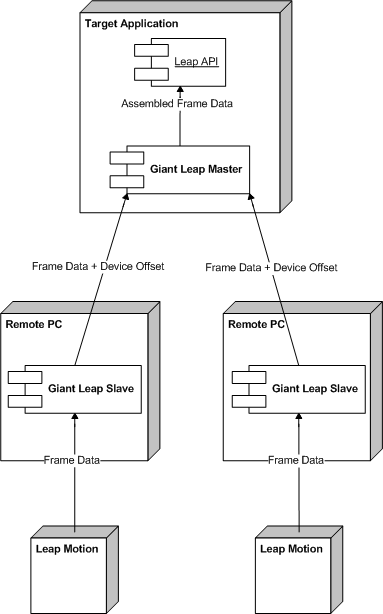 Target Application
Leap API
Assembled Frame Data
Giant Leap Master
Frame Data + Device Offset
Frame Data + Device Offset
Remote PC
Remote PC
Giant Leap Slave
Giant Leap Slave
Frame Data
Frame Data
Leap Motion
Leap Motion